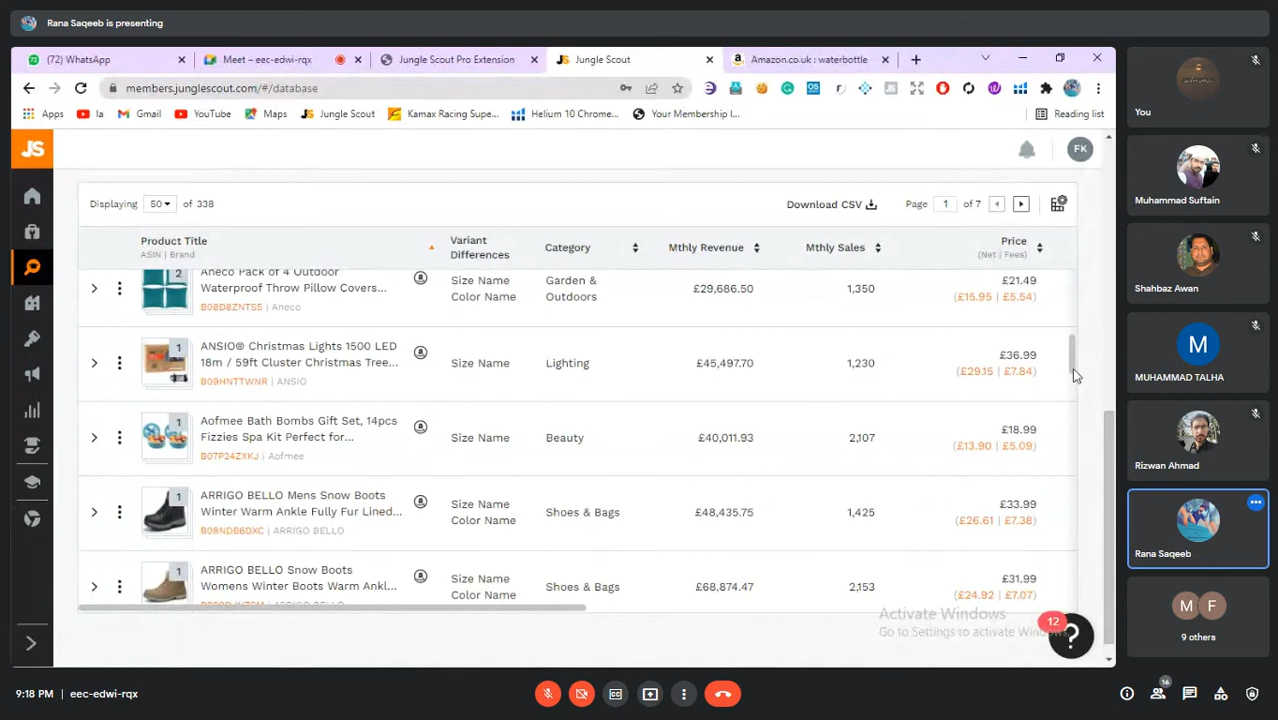 Rana Saqeeb is presenting
(72) WhatsApp
Meet – eec-edwi-rqx
Jungle Scout Pro Extension
Jungle Scout
Amazon.co.uk : waterbottle
members.junglescout.com/#/database
Apps
la
Gmail
YouTube
Maps
Jungle Scout
Kamax Racing Supe...
Helium 10 Chrome...
Your Membership I...
Reading list
JS
FK
Displaying 50 of 338
Download CSV
Page 1 of 7
Product Title
ASIN | Brand
Variant Differences
Category
Mthly Revenue
Mthly Sales
Price
(Net | Fees)
2
Aneco Pack of 4 Outdoor
Waterproof Throw Pillow Covers...
B08D8ZNTS5 | Aneco
Size Name
Color Name
Garden &
Outdoors
£29,686.50
1,350
£21.49
(£15.95 | £5.54)
1
ANSIO® Christmas Lights 1500 LED
18m / 59ft Cluster Christmas Tree...
B09HNTTWNR | ANSIO
Size Name
Lighting
£45,497.70
1,230
£36.99
(£29.15 | £7.84)
1
Aofmee Bath Bombs Gift Set, 14pcs
Fizzies Spa Kit Perfect for...
B07P24ZXKJ | Aofmee
Size Name
Beauty
£40,011.93
2,107
£18.99
(£13.90 | £5.09)
1
ARRIGO BELLO Mens Snow Boots
Winter Warm Ankle Fully Fur Lined...
B08NDB6DXC | ARRIGO BELLO
Size Name
Color Name
Shoes & Bags
£48,435.75
1,425
£33.99
(£26.61 | £7.38)
1
ARRIGO BELLO Snow Boots
Womens Winter Boots Warm Ankl...
Size Name
Color Name
Shoes & Bags
£68,874.47
2,153
£31.99
(£24.92 | £7.07)
Activate Windows
Go to Settings to activate Windows.
12
?
You
Muhammad Suftain
Shahbaz Awan
M
MUHAMMAD TALHA
Rizwan Ahmad
Rana Saqeeb
M F
9 others
9:18 PM | eec-edwi-rqx
16